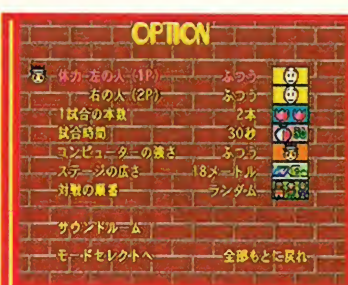 OPTION
体力 左の人 (1P) ふつう
右の人 (2P) ふつう
1試合の本数 2本
試合時間 30秒
コンピューターの強さ ふつう
ステージの広さ 18メートル
対戦の順番 ランダム
サウンドルーム
モードセレクトへ 全部もとに戻れ